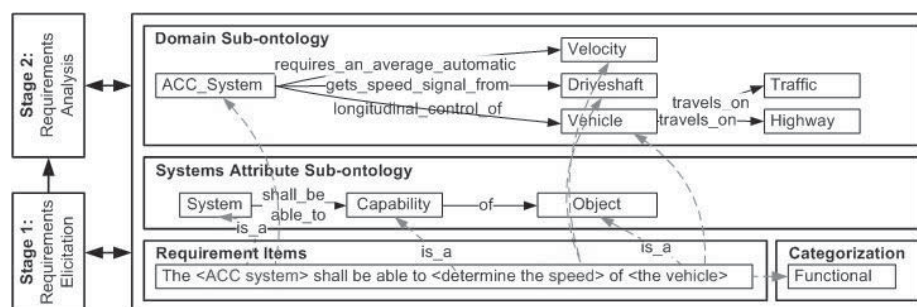 Stage 2:
Requirements
Analysis
Stage 1:
Requirements
Elicitation
Domain Sub-ontology
Velocity
requires_an_average_automatic
ACC_System
gets_speed_signal_from
Driveshaft
Traffic
longitudinal_control_of
travels_on
Vehicle
travels_on
Highway
Systems Attribute Sub-ontology
System
shall_be
able_to
Capability
of
Object
is_a
is_a
is_a
Requirement Items
The <ACC system> shall be able to <determine the speed> of <the vehicle>
Categorization
Functional